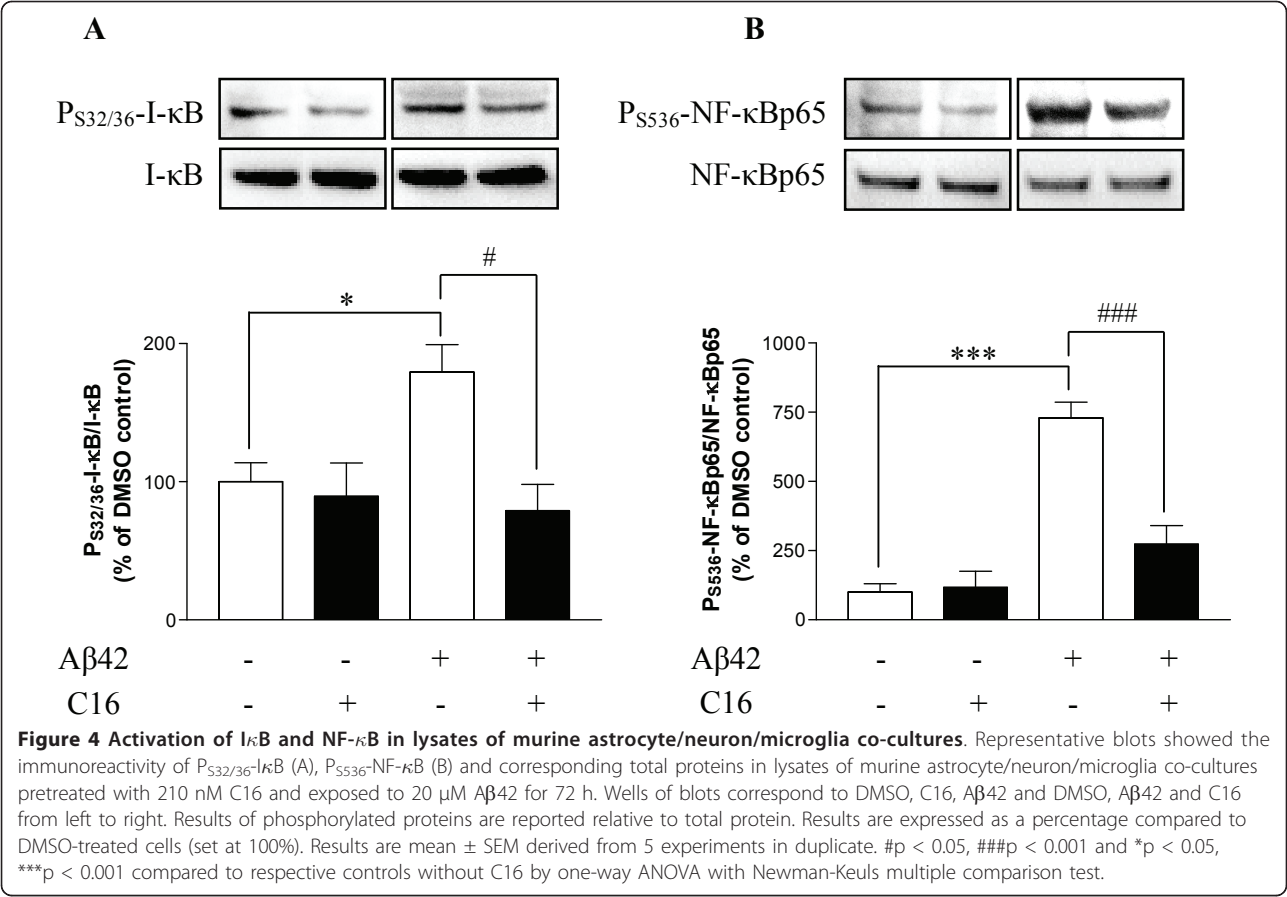 A
B
P S32/36-I-κB
I-κB
P S536-NF-κBp65
NF-κBp65
#
*
200
100
0
P S32/36-I-κB/I-κB
(% of DMSO control)
###
***
1000
750
500
250
0
P S536-NF-κBp65/NF-κBp65
(% of DMSO control)
Aβ42 - - + +
C16 - + - +
Aβ42 - - + +
C16 - + - +
Figure 4 Activation of IκB and NF-κB in lysates of murine astrocyte/neuron/microglia co-cultures. Representative blots showed the
immunoreactivity of P S32/36-IκB (A), P S536-NF-κB (B) and corresponding total proteins in lysates of murine astrocyte/neuron/microglia co-cultures
pretreated with 210 nM C16 and exposed to 20 μM Aβ42 for 72 h. Wells of blots correspond to DMSO, C16, Aβ42 and DMSO, Aβ42 and C16
from left to right. Results of phosphorylated proteins are reported relative to total protein. Results are expressed as a percentage compared to
DMSO-treated cells (set at 100%). Results are mean ± SEM derived from 5 experiments in duplicate. #p < 0.05, ###p < 0.001 and *p < 0.05,
***p < 0.001 compared to respective controls without C16 by one-way ANOVA with Newman-Keuls multiple comparison test.